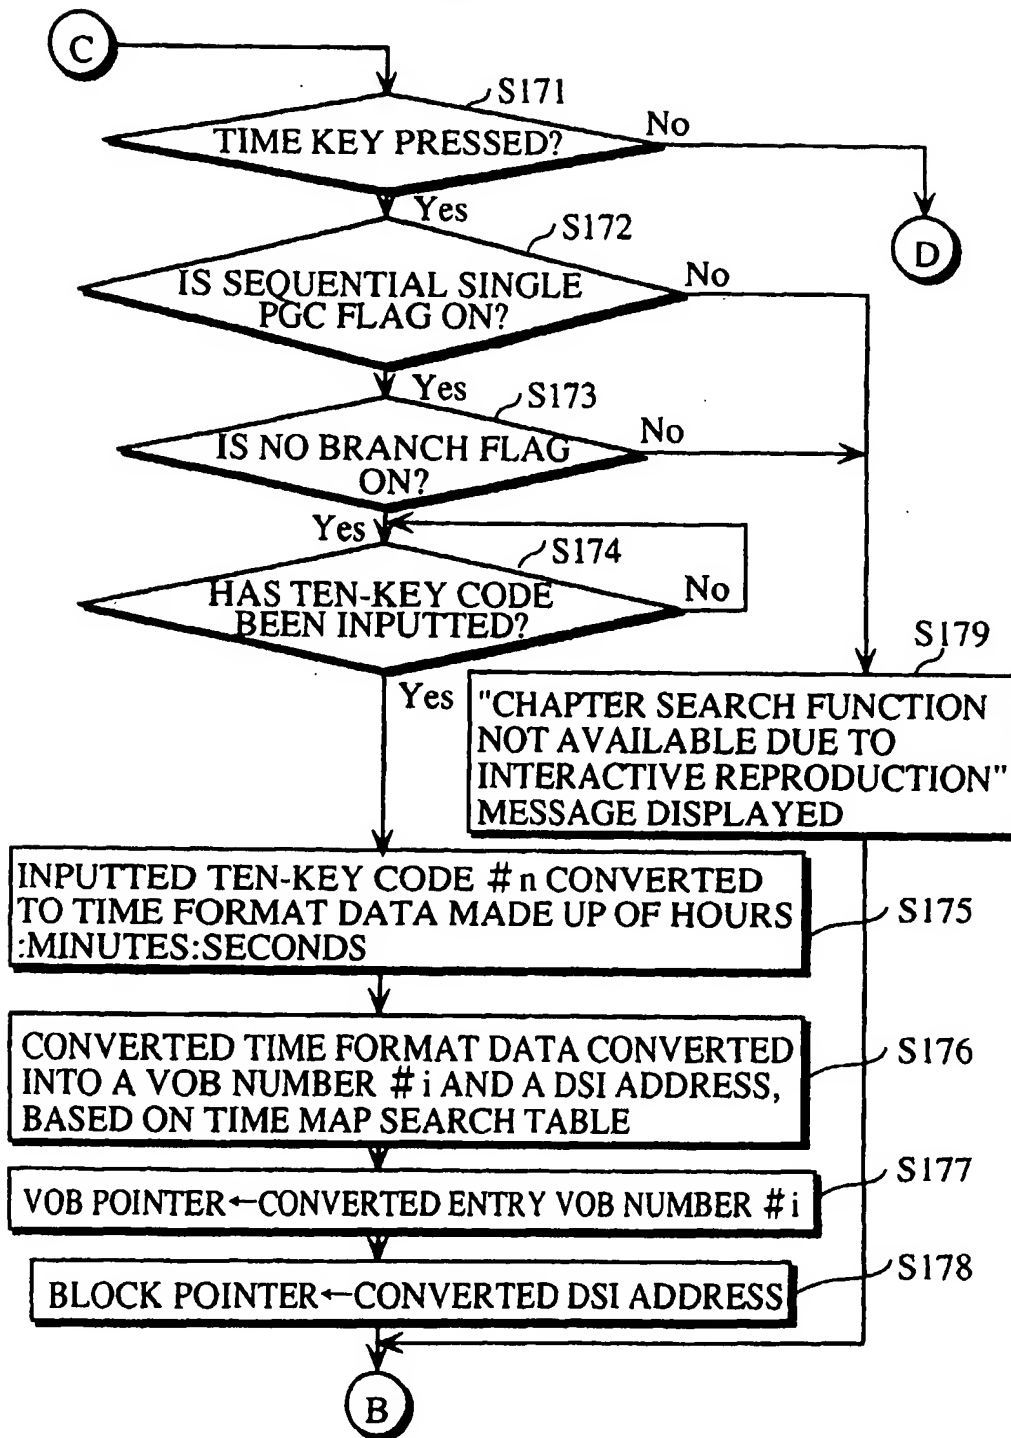 C
S171
TIME KEY PRESSED?
No
Yes
D
S172
IS SEQUENTIAL SINGLE
PGC FLAG ON?
No
Yes
S173
IS NO BRANCH FLAG
ON?
No
Yes
S174
HAS TEN-KEY CODE
BEEN INPUTTED?
No
Yes
S179
"CHAPTER SEARCH FUNCTION
NOT AVAILABLE DUE TO
INTERACTIVE REPRODUCTION"
MESSAGE DISPLAYED
INPUTTED TEN-KEY CODE #n CONVERTED
TO TIME FORMAT DATA MADE UP OF HOURS
:MINUTES:SECONDS
S175
CONVERTED TIME FORMAT DATA CONVERTED
INTO A VOB NUMBER #i AND A DSI ADDRESS,
BASED ON TIME MAP SEARCH TABLE
S176
VOB POINTER←CONVERTED ENTRY VOB NUMBER #i
S177
BLOCK POINTER←CONVERTED DSI ADDRESS
S178
B